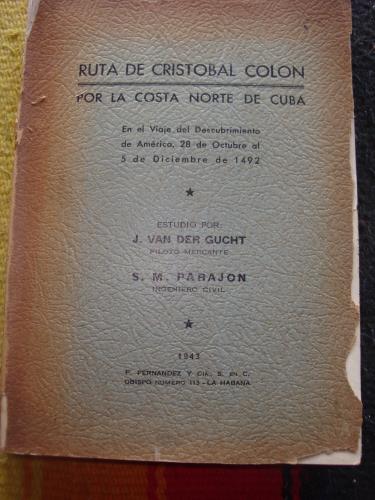 RUTA DE CRISTOBAL COLON
POR LA COSTA NORTE DE CUBA
En el Viaje del Descubrimiento
de América, 28 de Octubre al
5 de Diciembre de 1492
ESTUDIO POR:
J. VAN DER GUCHT
PILOTO MERCANTE
S. M. PARAJON
INGENIERO CIVIL
1943
F. FERNANDEZ Y CIA., S. EN C.
OBISPO NUMERO 113 - LA HABANA